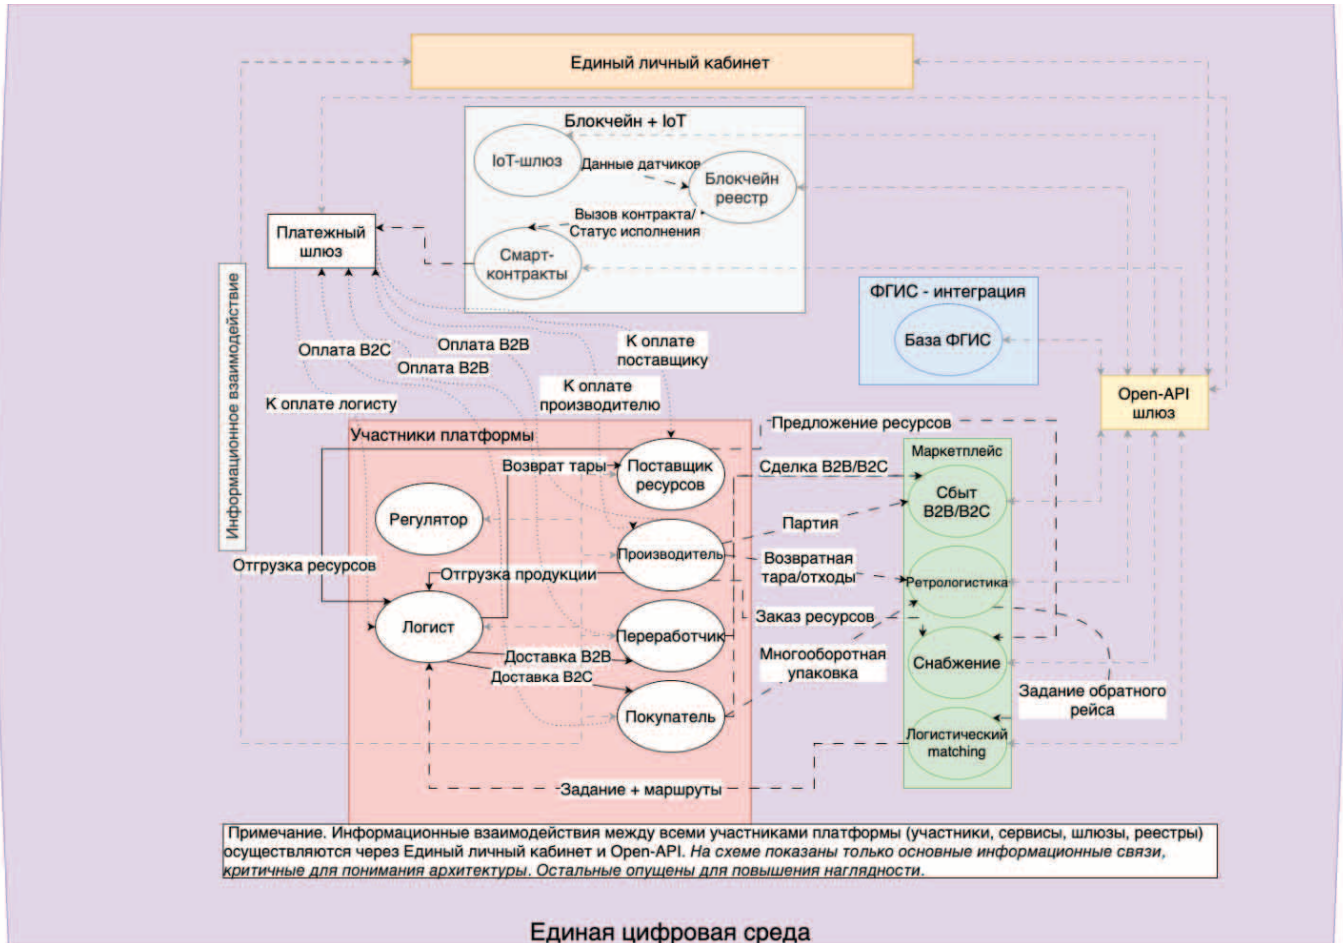 Единый личный кабинет
Блокчейн + IoT
IoT-шлюз
Данные датчиков
Блокчейн
реестр
Вызов контракта/
Статус исполнения
Смарт-
контракты
Платежный
шлюз
Информационное взаимодействие
ФГИС - интеграция
База ФГИС
Open-API
шлюз
Оплата B2C
Оплата B2B
Оплата B2B
К оплате
поставщику
К оплате
производителю
К оплате логисту
Участники платформы
Возврат тары
Поставщик
ресурсов
Регулятор
Производитель
Отгрузка ресурсов
Отгрузка продукции
Логист
Переработчик
Доставка B2B
Доставка B2C
Покупатель
Предложение ресурсов
Сделка B2B/B2C
Партия
Возвратная
тара/отходы
Заказ ресурсов
Многооборотная
упаковка
Маркетплейс
Сбыт
B2B/B2C
Ретрологистика
Снабжение
Задание обратного
рейса
Логистический
matching
Задание + маршруты
Примечание. Информационные взаимодействия между всеми участниками платформы (участники, сервисы, шлюзы, реестры)
осуществляются через Единый личный кабинет и Open-API. На схеме показаны только основные информационные связи,
критичные для понимания архитектуры. Остальные опущены для повышения наглядности.
Единая цифровая среда